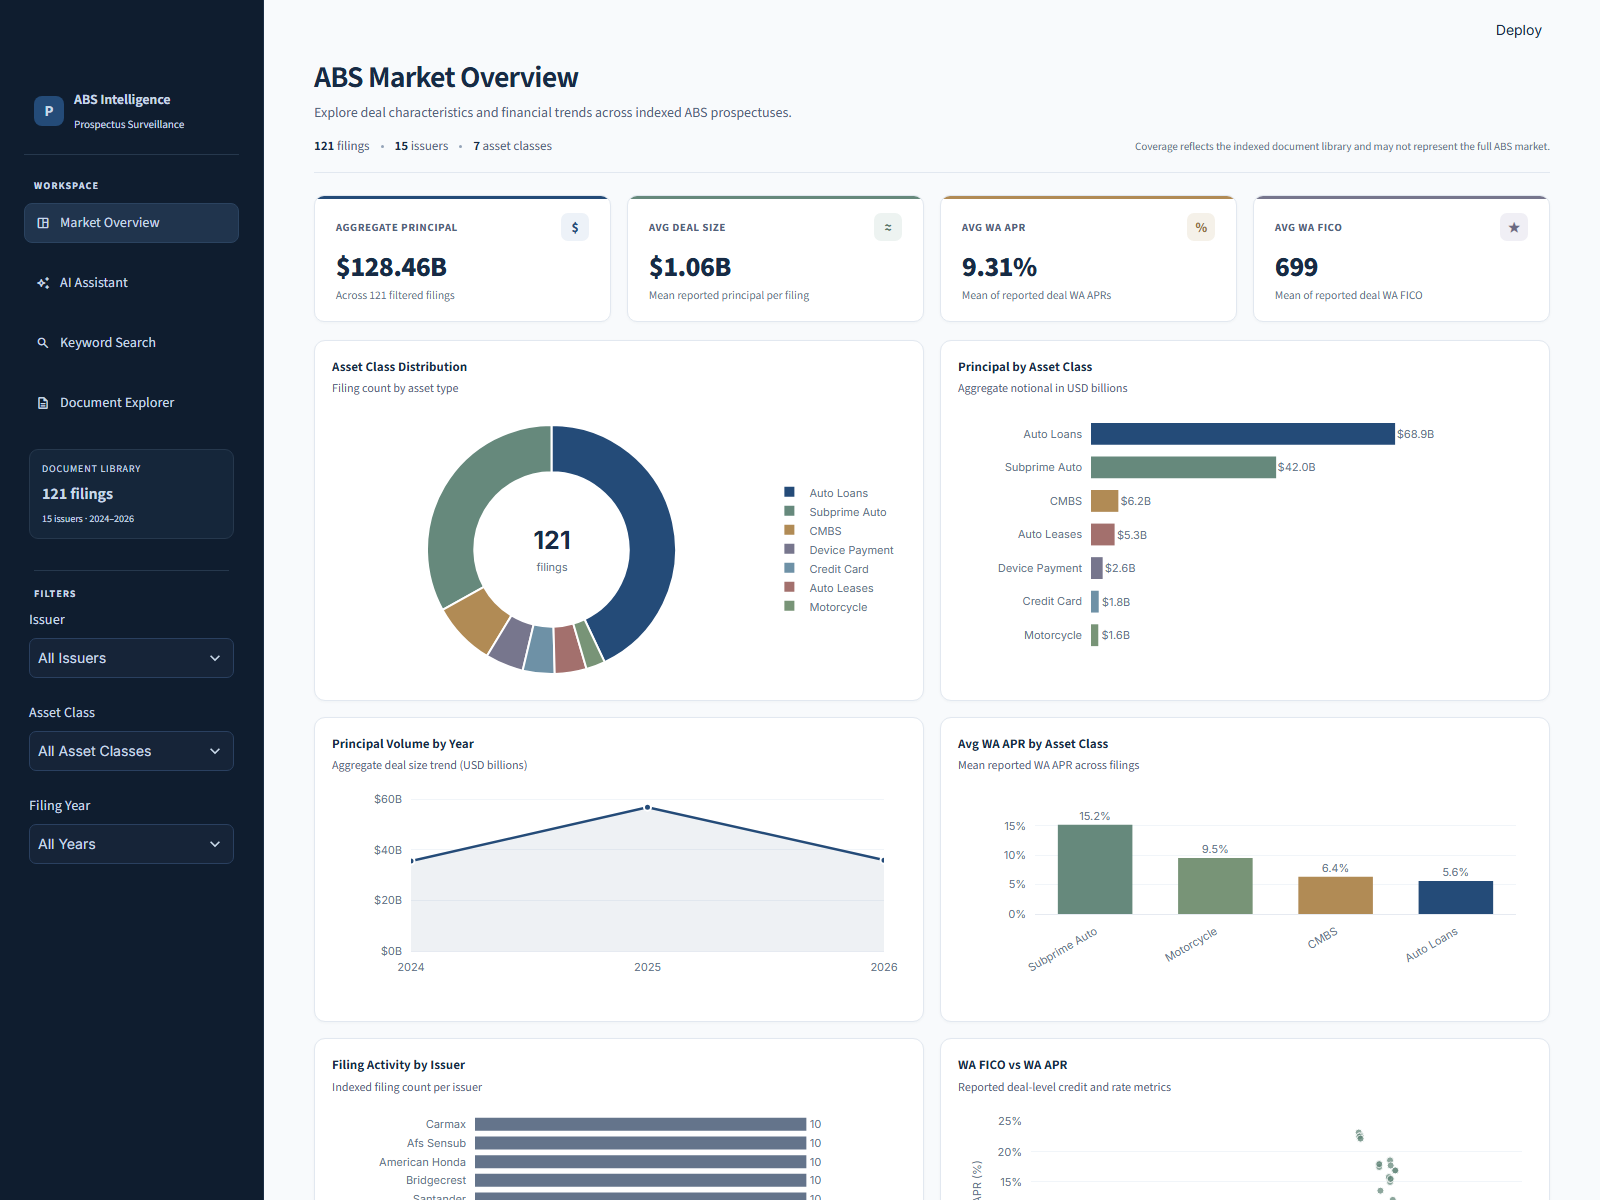 Deploy
P
ABS Intelligence
Prospectus Surveillance
WORKSPACE
Market Overview
AI Assistant
Keyword Search
Document Explorer
DOCUMENT LIBRARY
121 filings
15 issuers · 2024–2026
FILTERS
Issuer
All Issuers
Asset Class
All Asset Classes
Filing Year
All Years
ABS Market Overview
Explore deal characteristics and financial trends across indexed ABS prospectuses.
121 filings • 15 issuers • 7 asset classes
Coverage reflects the indexed document library and may not represent the full ABS market.
AGGREGATE PRINCIPAL
$
$128.46B
Across 121 filtered filings
AVG DEAL SIZE
≈
$1.06B
Mean reported principal per filing
AVG WA APR
%
9.31%
Mean of reported deal WA APRs
AVG WA FICO
★
699
Mean of reported deal WA FICO
Asset Class Distribution
Filing count by asset type
121
filings
Auto Loans
Subprime Auto
CMBS
Device Payment
Credit Card
Auto Leases
Motorcycle
Principal by Asset Class
Aggregate notional in USD billions
Auto Loans $68.9B
Subprime Auto $42.0B
CMBS $6.2B
Auto Leases $5.3B
Device Payment $2.6B
Credit Card $1.8B
Motorcycle $1.6B
Principal Volume by Year
Aggregate deal size trend (USD billions)
$60B
$40B
$20B
$0B
2024 2025 2026
Avg WA APR by Asset Class
Mean reported WA APR across filings
15%
10%
5%
0%
15.2%
9.5%
6.4%
5.6%
Subprime Auto
Motorcycle
CMBS
Auto Loans
Filing Activity by Issuer
Indexed filing count per issuer
Carmax 10
Afs Sensub 10
American Honda 10
Bridgecrest 10
Santander 10
WA FICO vs WA APR
Reported deal-level credit and rate metrics
25%
20%
15%
APR (%)